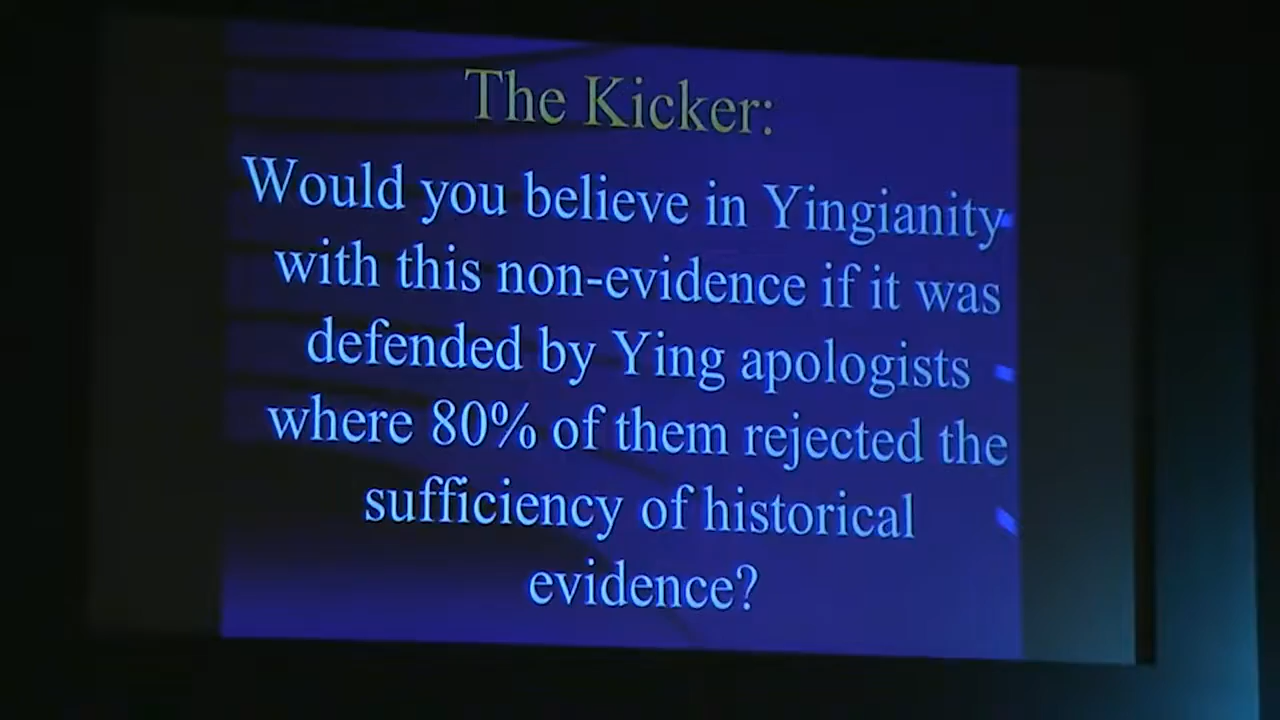 The Kicker:
Would you believe in Yingianity
with this non-evidence if it was
defended by Ying apologists
where 80% of them rejected the
sufficiency of historical
evidence?